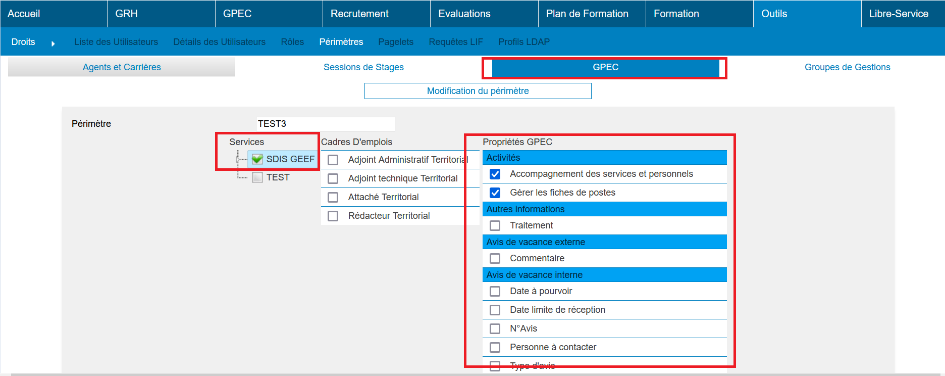 Accueil GRH GPEC Recrutement Evaluations Plan de Formation Formation Outils Libre-Service
Droits Liste des Utilisateurs Détails des Utilisateurs Rôles Périmètres Pagelets Requêtes LIF Profils LDAP
Agents et Carrières Sessions de Stages GPEC Groupes de Gestions
Modification du périmètre
Périmètre TEST3
Services Cadres D'emplois Propriétés GPEC
SDIS GEEF
TEST
Adjoint Administratif Territorial
Adjoint technique Territorial
Attaché Territorial
Rédacteur Territorial
Activités
Accompagnement des services et personnels
Gérer les fiches de postes
Autres informations
Traitement
Avis de vacance externe
Commentaire
Avis de vacance interne
Date à pourvoir
Date limite de réception
N°Avis
Personne à contacter
Type d'avis